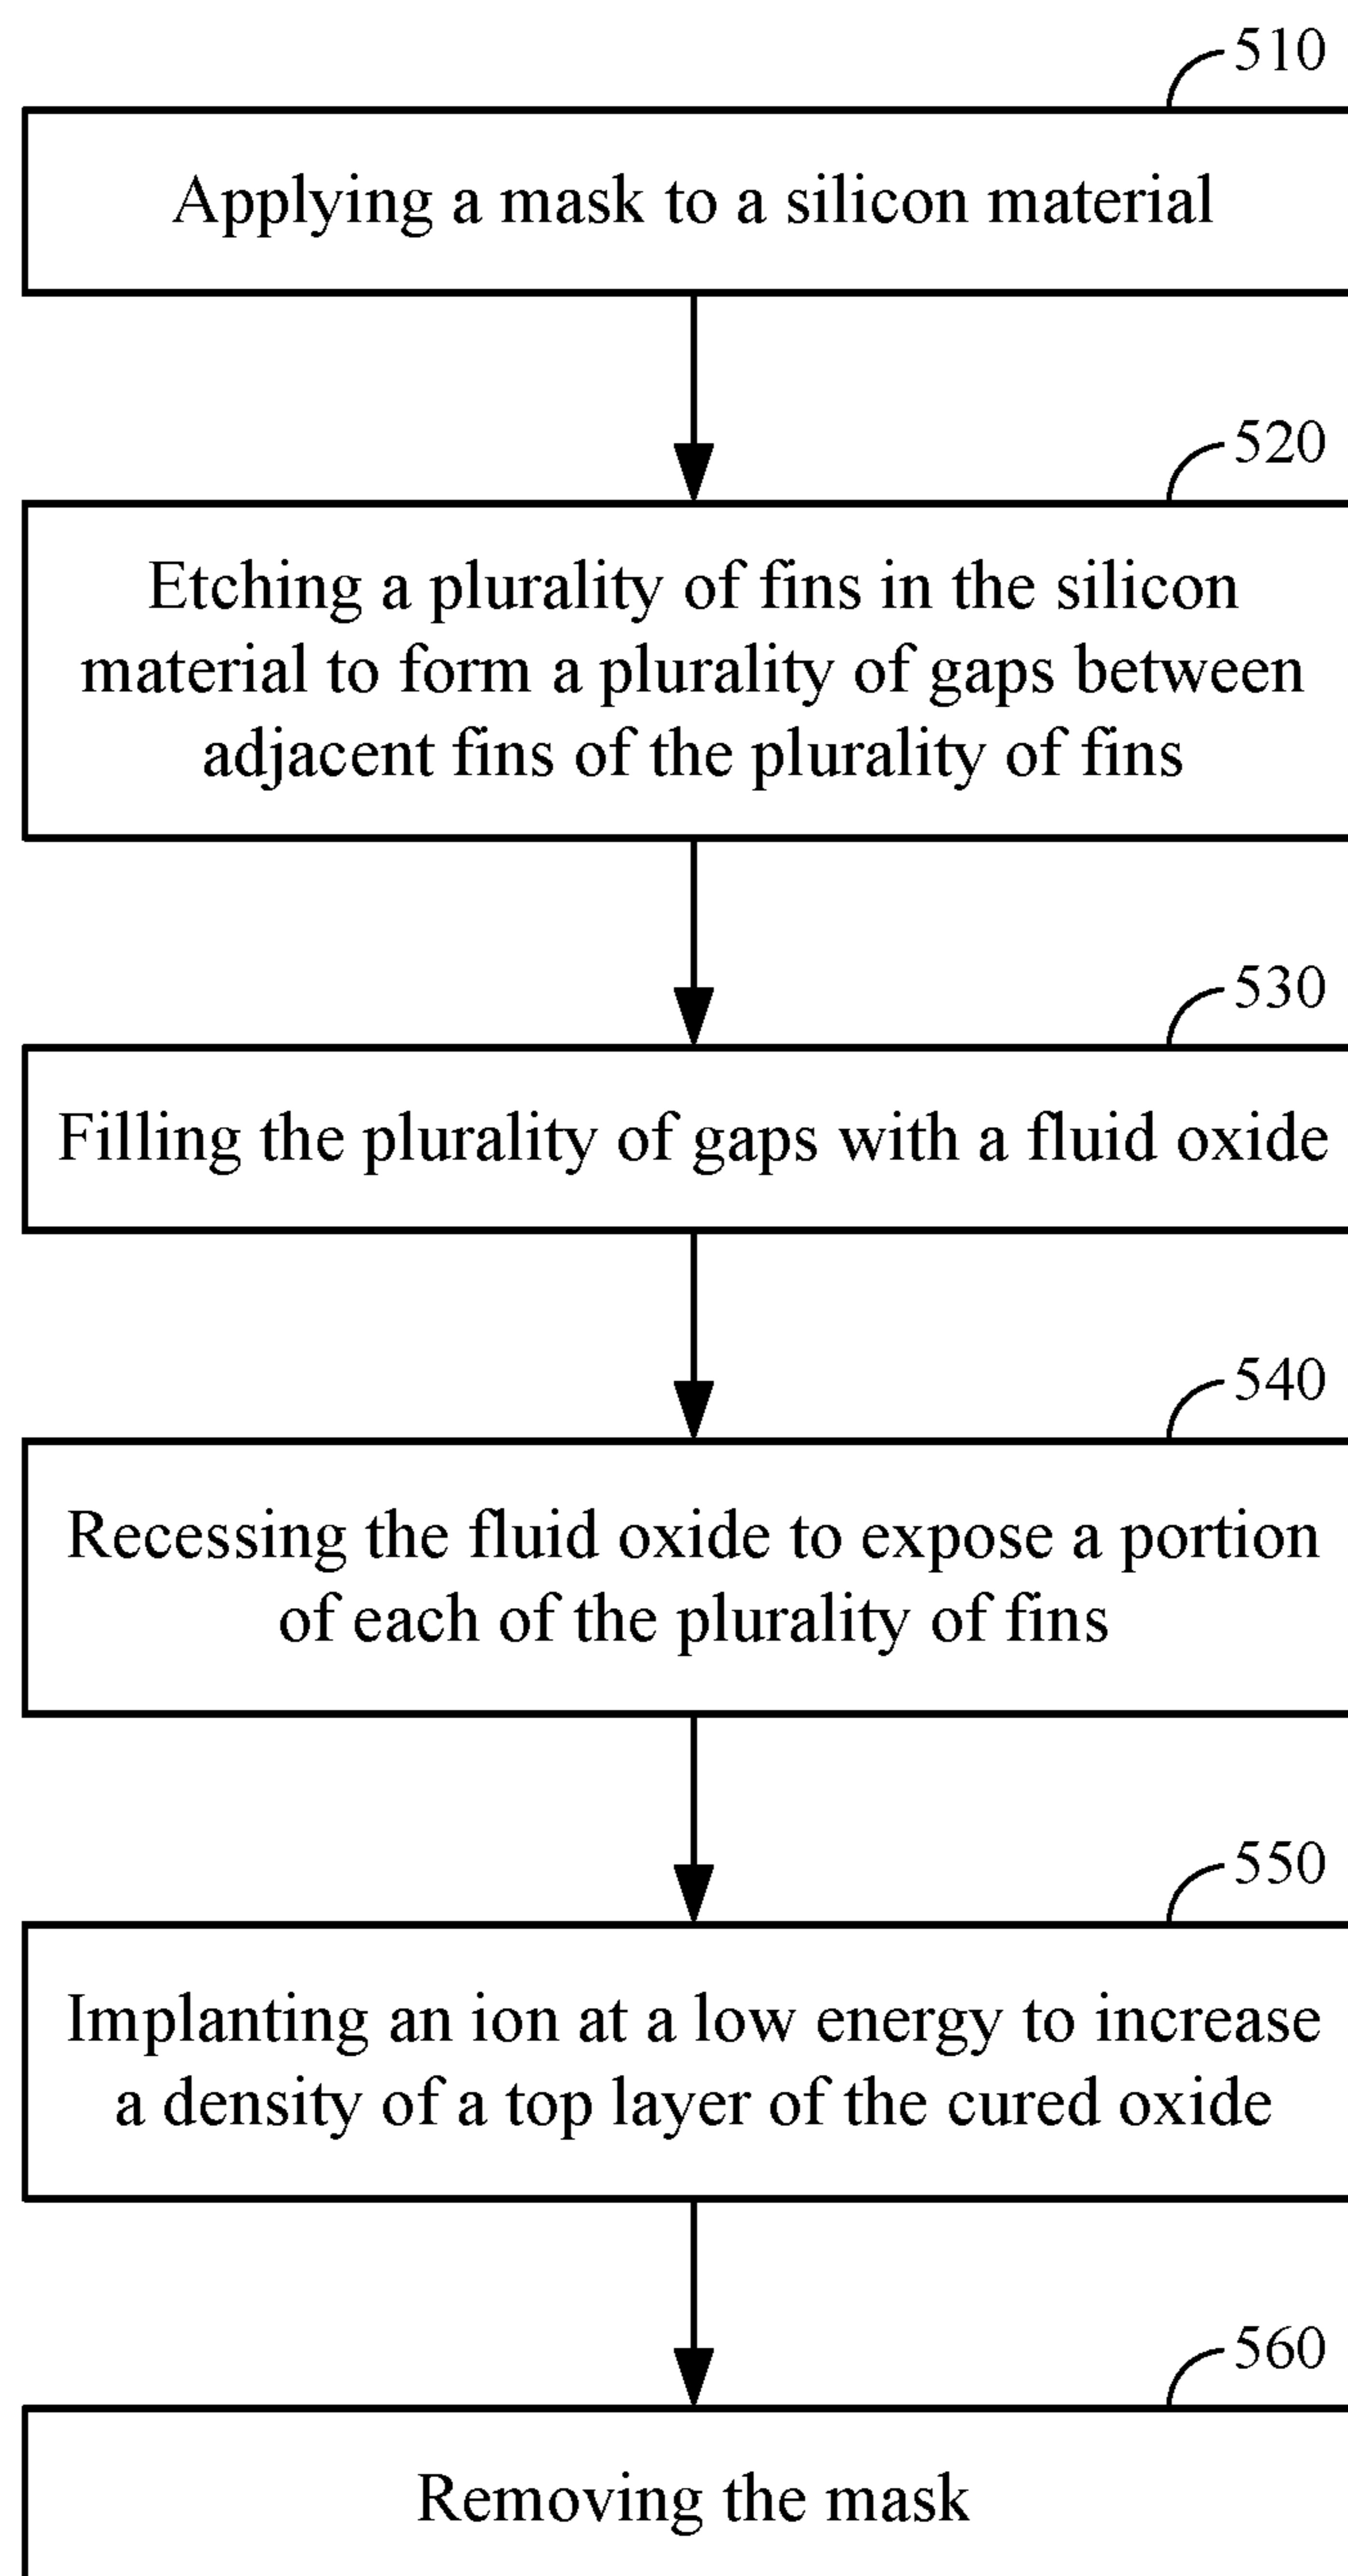 510
Applying a mask to a silicon material
520
Etching a plurality of fins in the silicon
material to form a plurality of gaps between
adjacent fins of the plurality of fins
530
Filling the plurality of gaps with a fluid oxide
540
Recessing the fluid oxide to expose a portion
of each of the plurality of fins
550
Implanting an ion at a low energy to increase
a density of a top layer of the cured oxide
560
Removing the mask